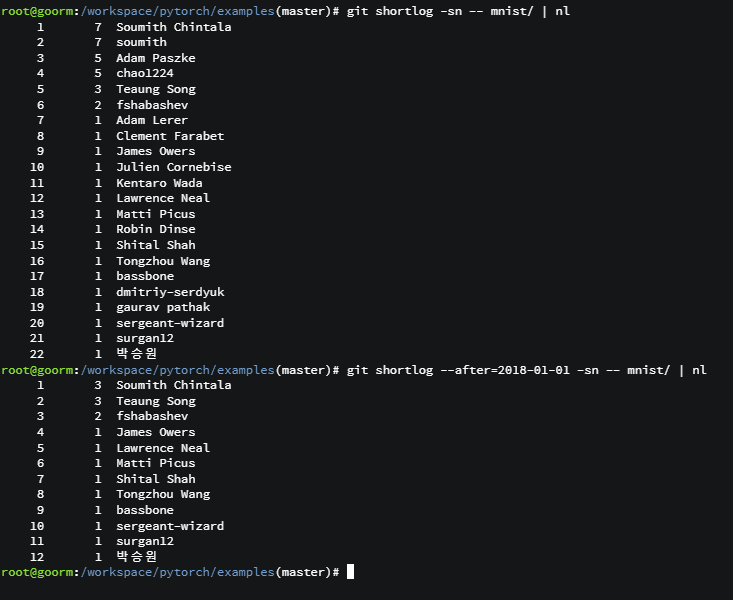 root@goorm:/workspace/pytorch/examples(master)# git shortlog -sn -- mnist/ | nl
1 7 Soumith Chintala
2 7 soumith
3 5 Adam Paszke
4 5 chao1224
5 3 Teaung Song
6 2 fshabashev
7 1 Adam Lerer
8 1 Clement Farabet
9 1 James Owers
10 1 Julien Cornebise
11 1 Kentaro Wada
12 1 Lawrence Neal
13 1 Matti Picus
14 1 Robin Dinse
15 1 Shital Shah
16 1 Tongzhou Wang
17 1 bassbone
18 1 dmitriy-serdyuk
19 1 gaurav pathak
20 1 sergeant-wizard
21 1 surgan12
22 1 박승원
root@goorm:/workspace/pytorch/examples(master)# git shortlog --after=2018-01-01 -sn -- mnist/ | nl
1 3 Soumith Chintala
2 3 Teaung Song
3 2 fshabashev
4 1 James Owers
5 1 Lawrence Neal
6 1 Matti Picus
7 1 Shital Shah
8 1 Tongzhou Wang
9 1 bassbone
10 1 sergeant-wizard
11 1 surgan12
12 1 박승원
root@goorm:/workspace/pytorch/examples(master)#